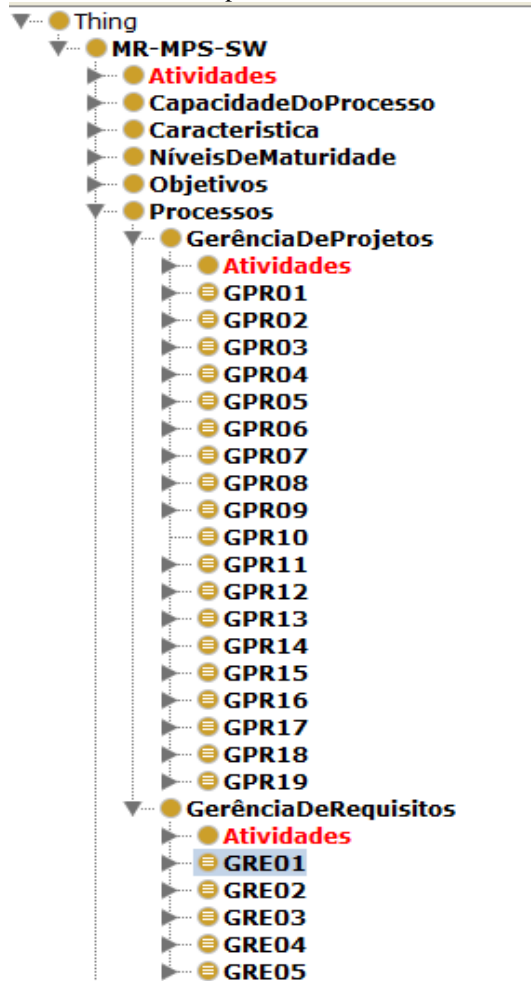 Thing
MR-MPS-SW
Atividades
CapacidadeDoProcesso
Caracteristica
NíveisDeMaturidade
Objetivos
Processos
GerênciaDeProjetos
Atividades
GPR01
GPR02
GPR03
GPR04
GPR05
GPR06
GPR07
GPR08
GPR09
GPR10
GPR11
GPR12
GPR13
GPR14
GPR15
GPR16
GPR17
GPR18
GPR19
GerênciaDeRequisitos
Atividades
GRE01
GRE02
GRE03
GRE04
GRE05